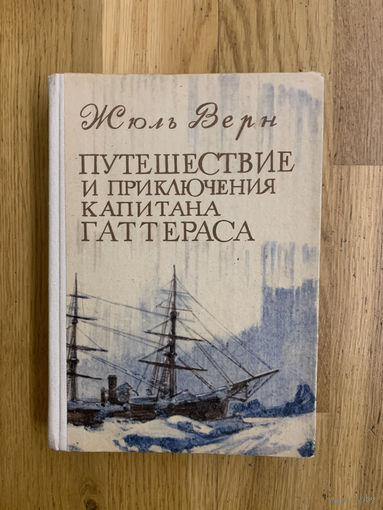 Жюль Верн
ПУТЕШЕСТВИЕ
И ПРИКЛЮЧЕНИЯ
КАПИТАНА
ГАТТЕРАСА